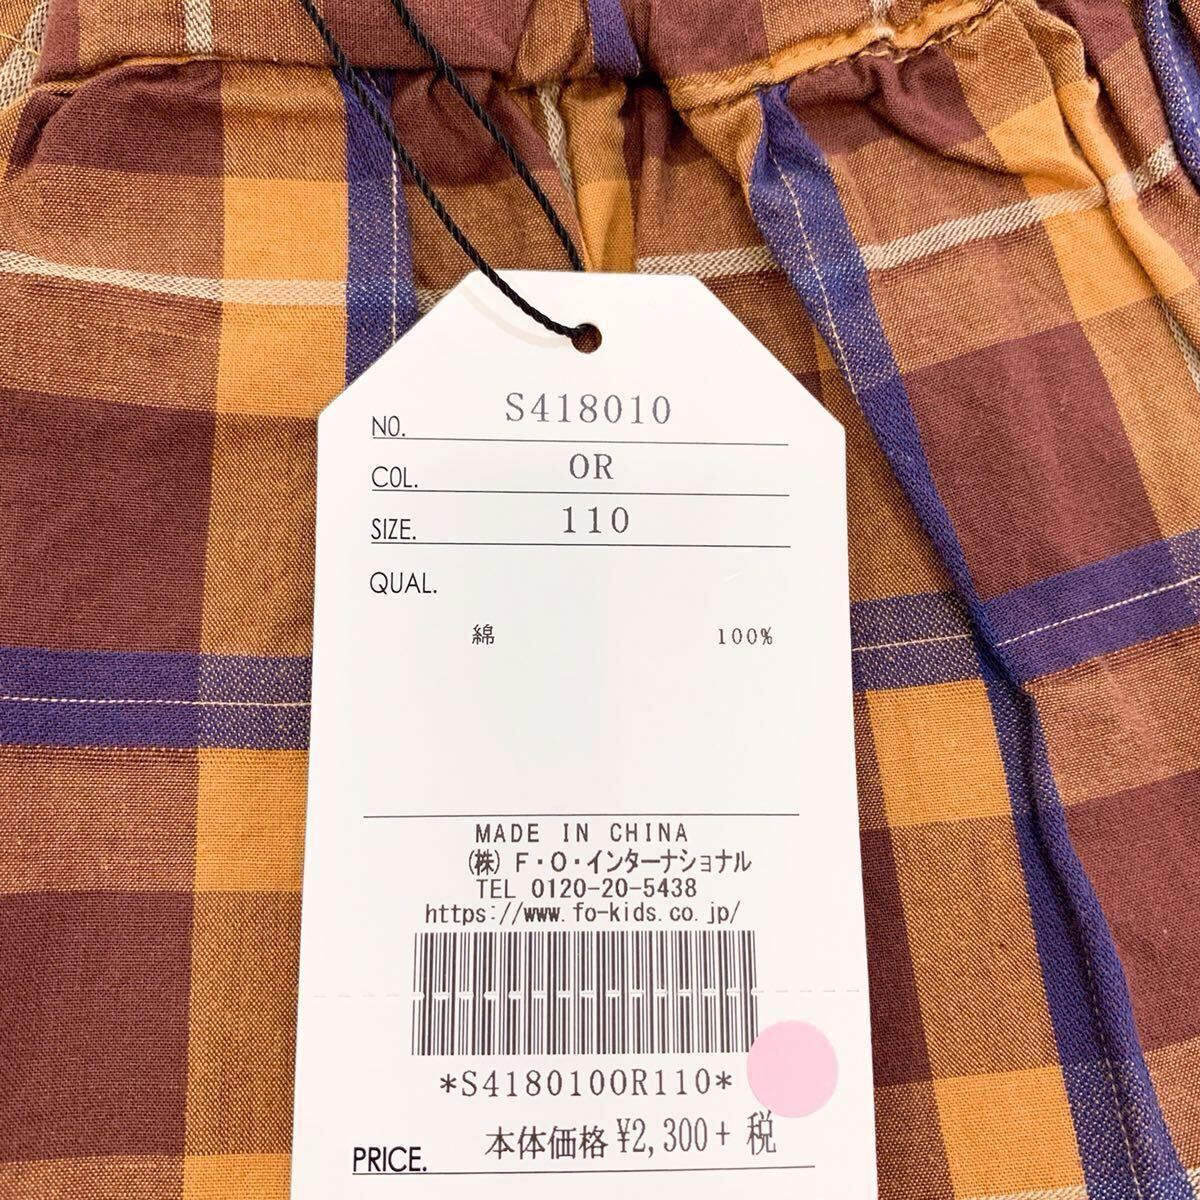 NO. S418010
COL. OR
SIZE. 110
QUAL.
綿 100%
MADE IN CHINA
(株) F・O・インターナショナル
TEL 0120-20-5438
https://www.fo-kids.co.jp/
*S418010OR110*
PRICE. 本体価格 ¥2,300+ 税